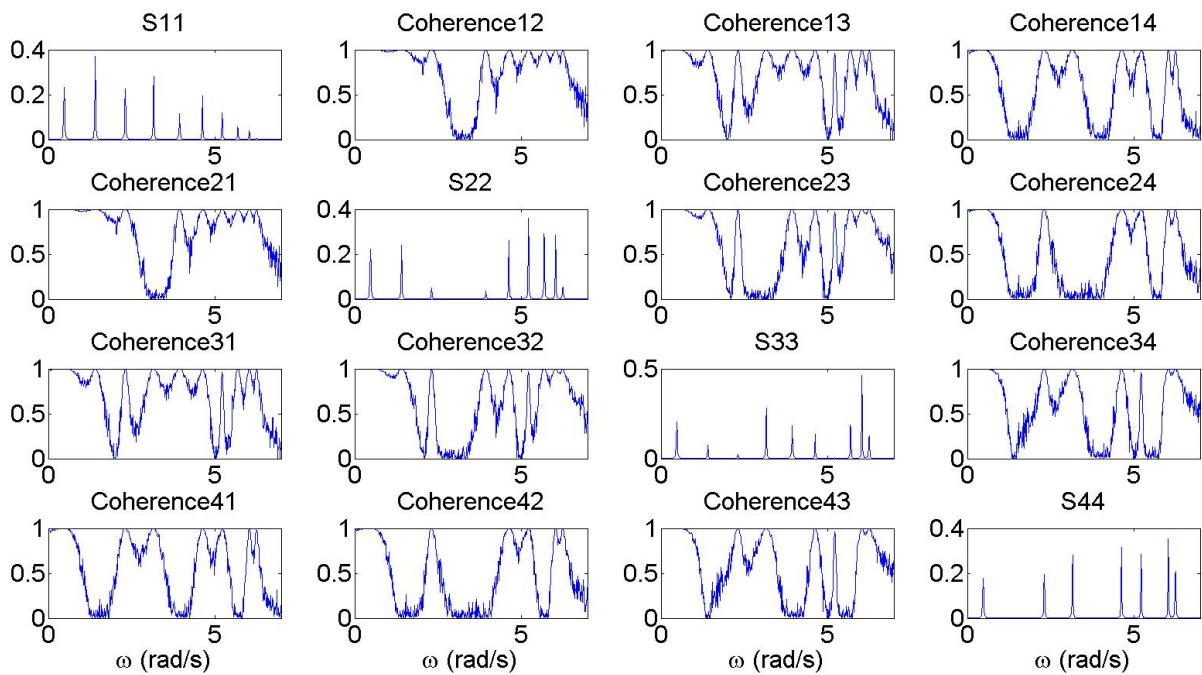 S11 Coherence12 Coherence13 Coherence14
0.4 1 1 1
0.2 0.5 0.5 0.5
0 0 0 0
0 5 0 5 0 5 0 5
Coherence21 S22 Coherence23 Coherence24
1 0.4 1 1
0.5 0.2 0.5 0.5
0 0 0 0
0 5 0 5 0 5 0 5
Coherence31 Coherence32 S33 Coherence34
1 1 0.5 1
0.5 0.5 0.5
0 0 0 0
0 5 0 5 0 5 0 5
Coherence41 Coherence42 Coherence43 S44
1 1 1 0.4
0.5 0.5 0.5 0.2
0 0 0 0
0 5 0 5 0 5 0 5
ω (rad/s) ω (rad/s) ω (rad/s) ω (rad/s)